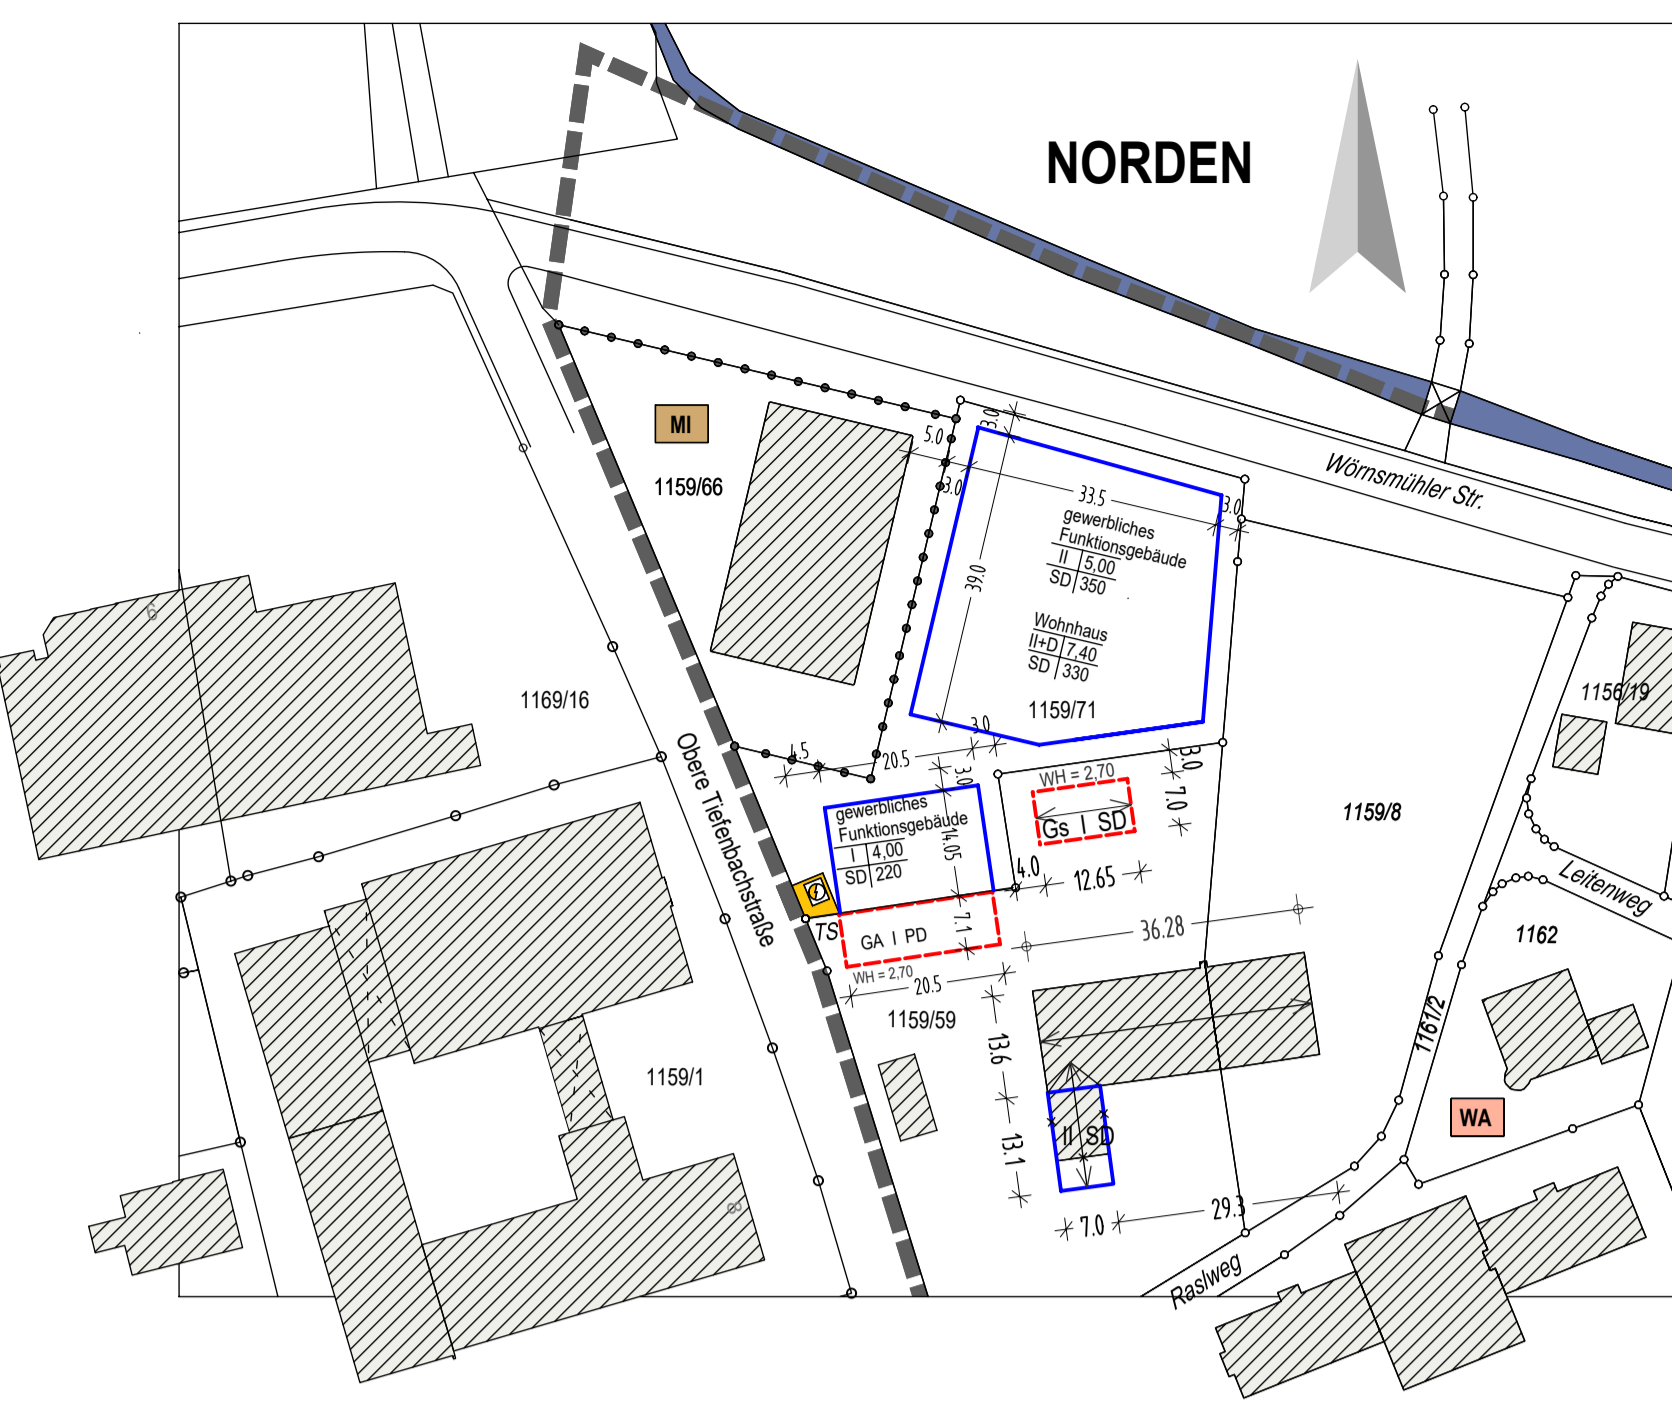 NORDEN
MI
1159/66
5.0
3.0
3.0
33.5
3.0
Wörnsmühler Str.
gewerbliches
Funktionsgebäude
II 5,00
SD 350
39.0
Wohnhaus
II+D 7,40
SD 330
1159/71
6
1169/16
Obere Tiefenbachstraße
4.5
20.5
3.0
3.0
3.0
WH = 2,70
7.0
Gs I SD
gewerbliches
Funktionsgebäude
I 4,00
SD 220
14.05
4.0
12.65
1159/8
1156/19
Leitenweg
1162
TS
GA I PD
7.1
WH = 2,70
20.5
36.28
1159/59
13.6
13.1
II SD
7.0
29.3
1159/1
8
1161/2
WA
Raslweg